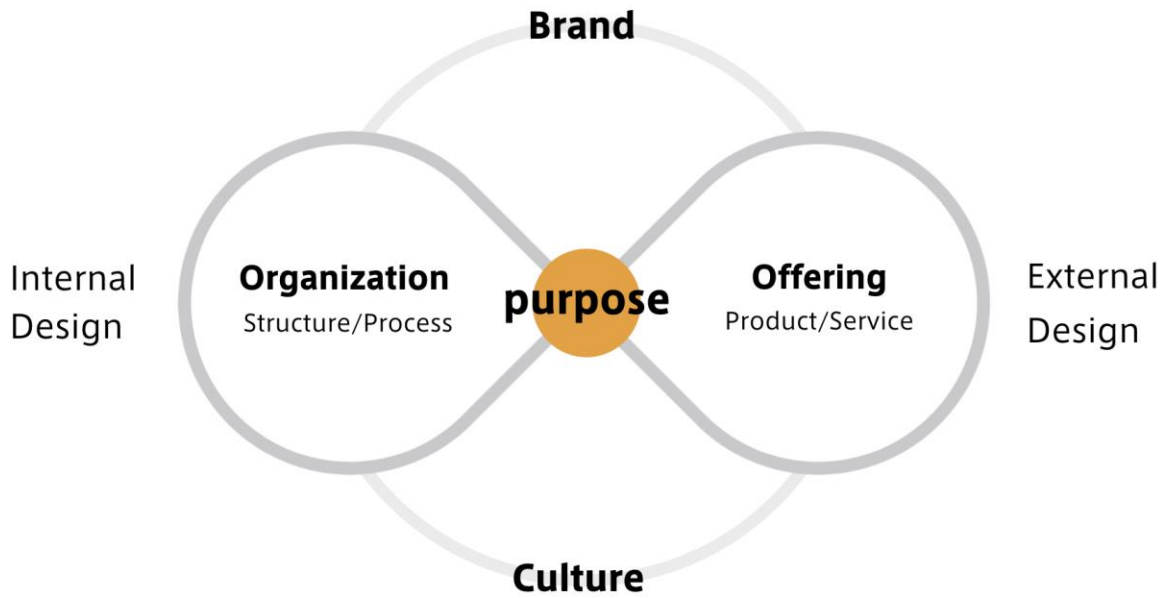 Brand
Internal
Design
Organization
Structure/Process
purpose
Offering
Product/Service
External
Design
Culture